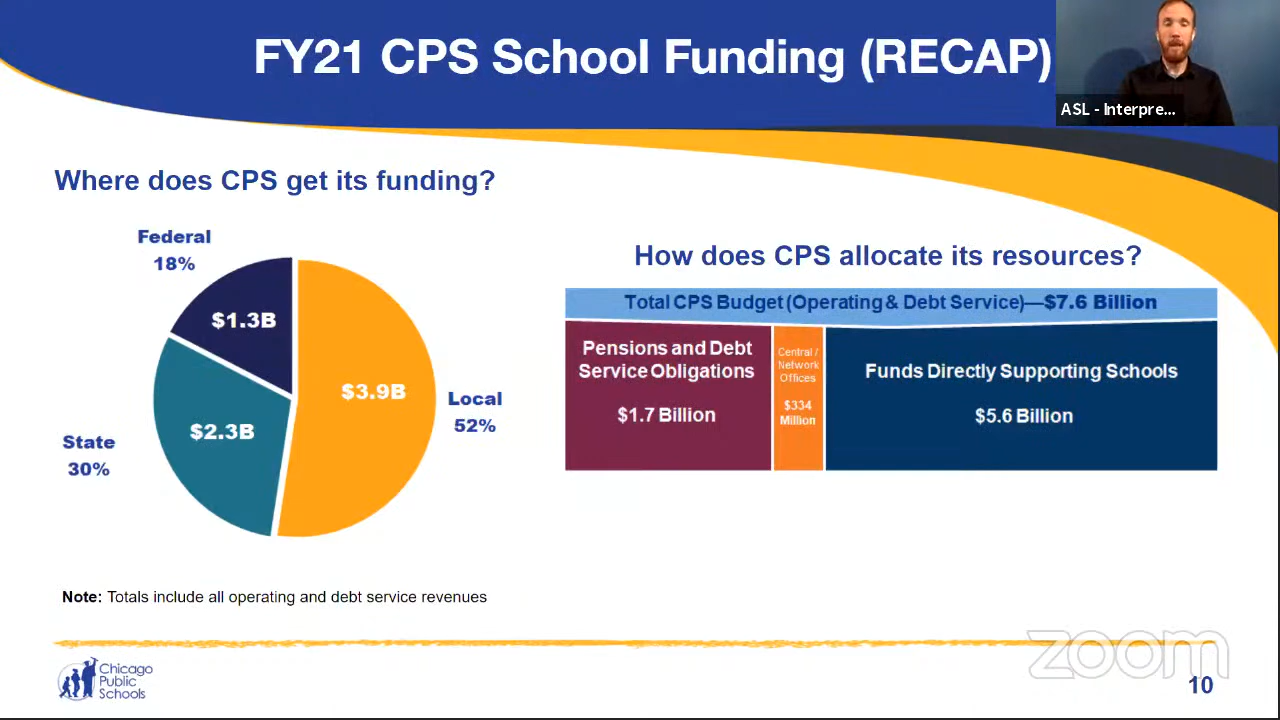 FY21 CPS School Funding (RECAP)
ASL - Interpre...
Where does CPS get its funding?
Federal
18%
$1.3B
$3.9B
Local
52%
$2.3B
State
30%
How does CPS allocate its resources?
Total CPS Budget (Operating & Debt Service)—$7.6 Billion
Pensions and Debt
Service Obligations
$1.7 Billion
Central /
Network
Offices
$334
Million
Funds Directly Supporting Schools
$5.6 Billion
Note: Totals include all operating and debt service revenues
Chicago
Public
Schools
zoom
10